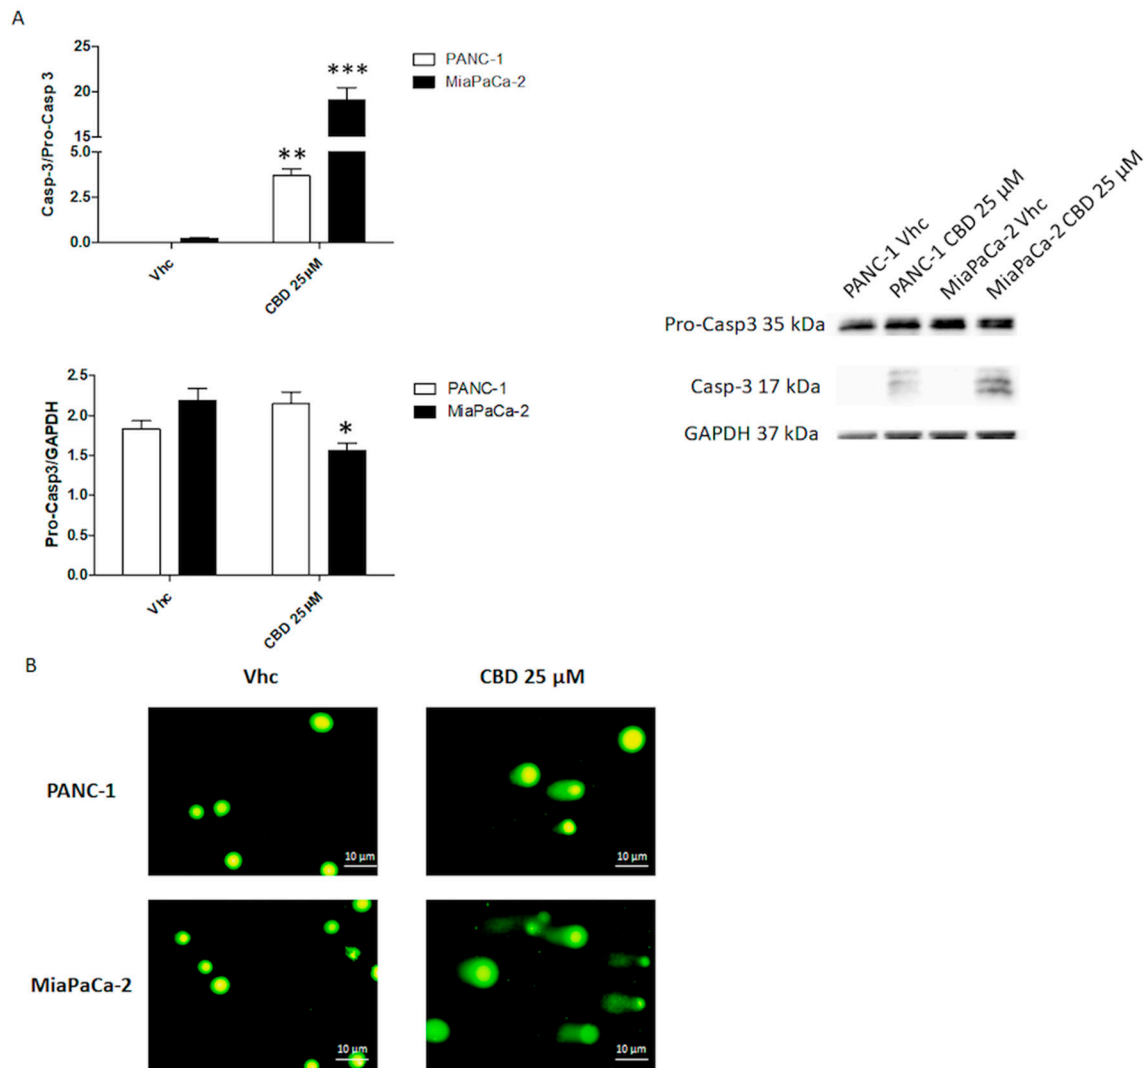 A
Casp-3/Pro-Casp 3
25
20
15
5.0
2.5
0.0
**
***
Vhc
CBD 25µM
PANC-1
MiaPaCa-2
Pro-Casp3/GAPDH
2.5
2.0
1.5
1.0
0.5
0.0
*
Vhc
CBD 25µM
PANC-1
MiaPaCa-2
PANC-1 Vhc
PANC-1 CBD 25 µM
MiaPaCa-2 Vhc
MiaPaCa-2 CBD 25 µM
Pro-Casp3 35 kDa
Casp-3 17 kDa
GAPDH 37 kDa
B
Vhc
CBD 25 µM
PANC-1
10 µm
10 µm
MiaPaCa-2
10 µm
10 µm